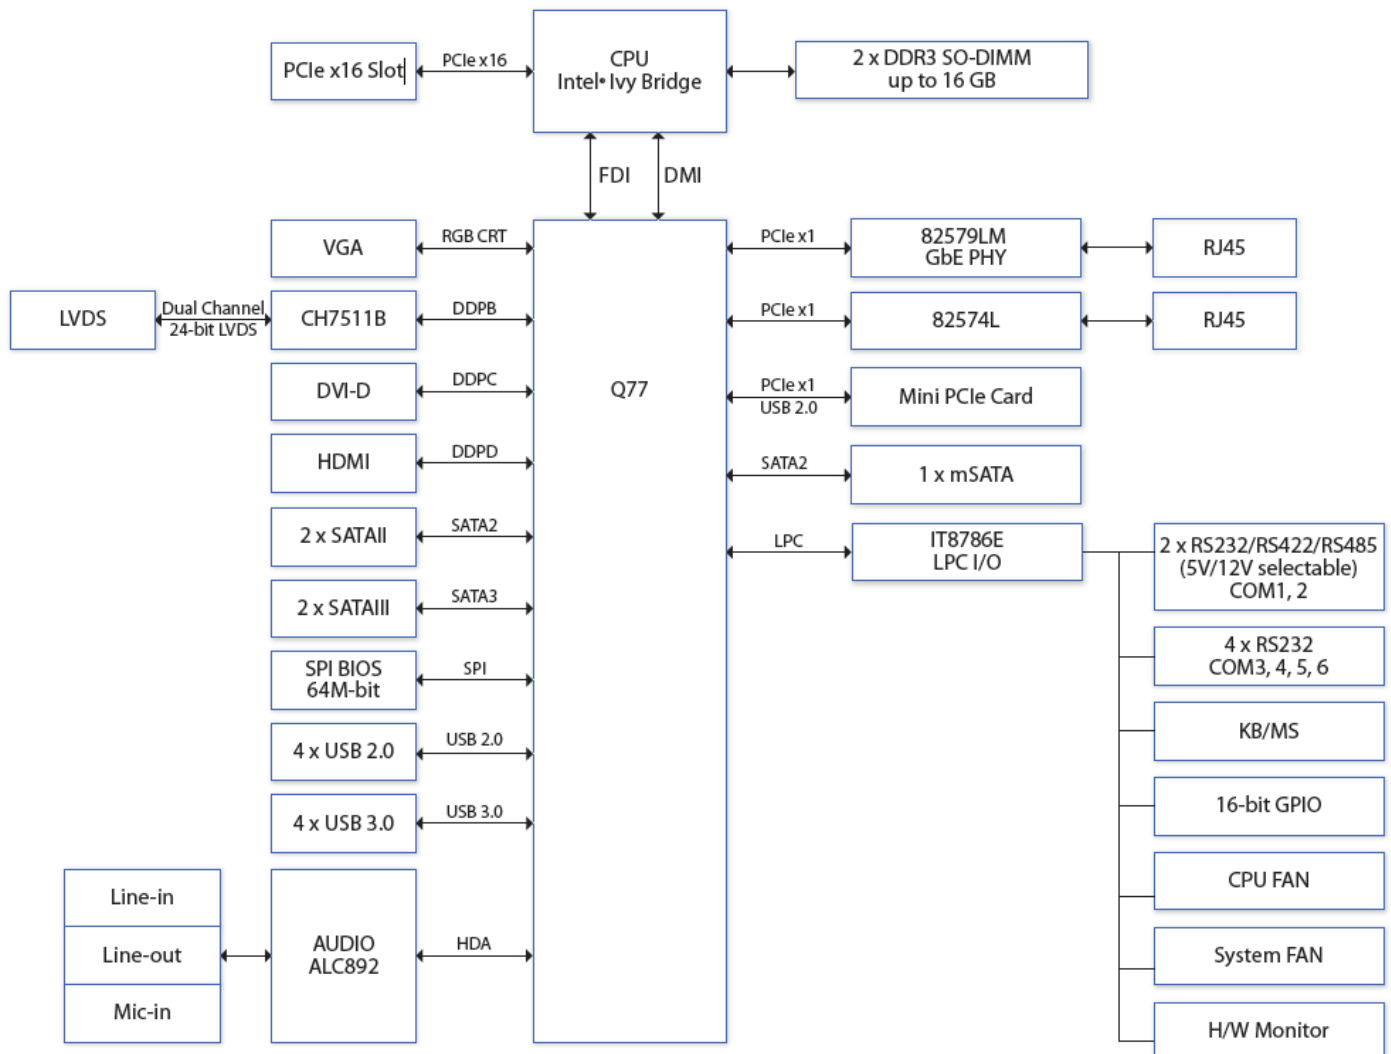 PCIe x16 Slot
PCIe x16
CPU
Intel® Ivy Bridge
2 x DDR3 SO-DIMM
up to 16 GB
FDI
DMI
VGA
RGB CRT
PCIe x1
82579LM
GbE PHY
RJ45
LVDS
Dual Channel
24-bit LVDS
CH7511B
DDPB
PCIe x1
82574L
RJ45
DVI-D
DDPC
Q77
PCIe x1
USB 2.0
Mini PCIe Card
HDMI
DDPD
SATA2
1 x mSATA
2 x SATAII
SATA2
LPC
IT8786E
LPC I/O
2 x RS232/RS422/RS485
(5V/12V selectable)
COM1, 2
2 x SATAIII
SATA3
4 x RS232
COM3, 4, 5, 6
SPI BIOS
64M-bit
SPI
KB/MS
4 x USB 2.0
USB 2.0
16-bit GPIO
4 x USB 3.0
USB 3.0
CPU FAN
Line-in
Line-out
Mic-in
AUDIO
ALC892
HDA
System FAN
H/W Monitor